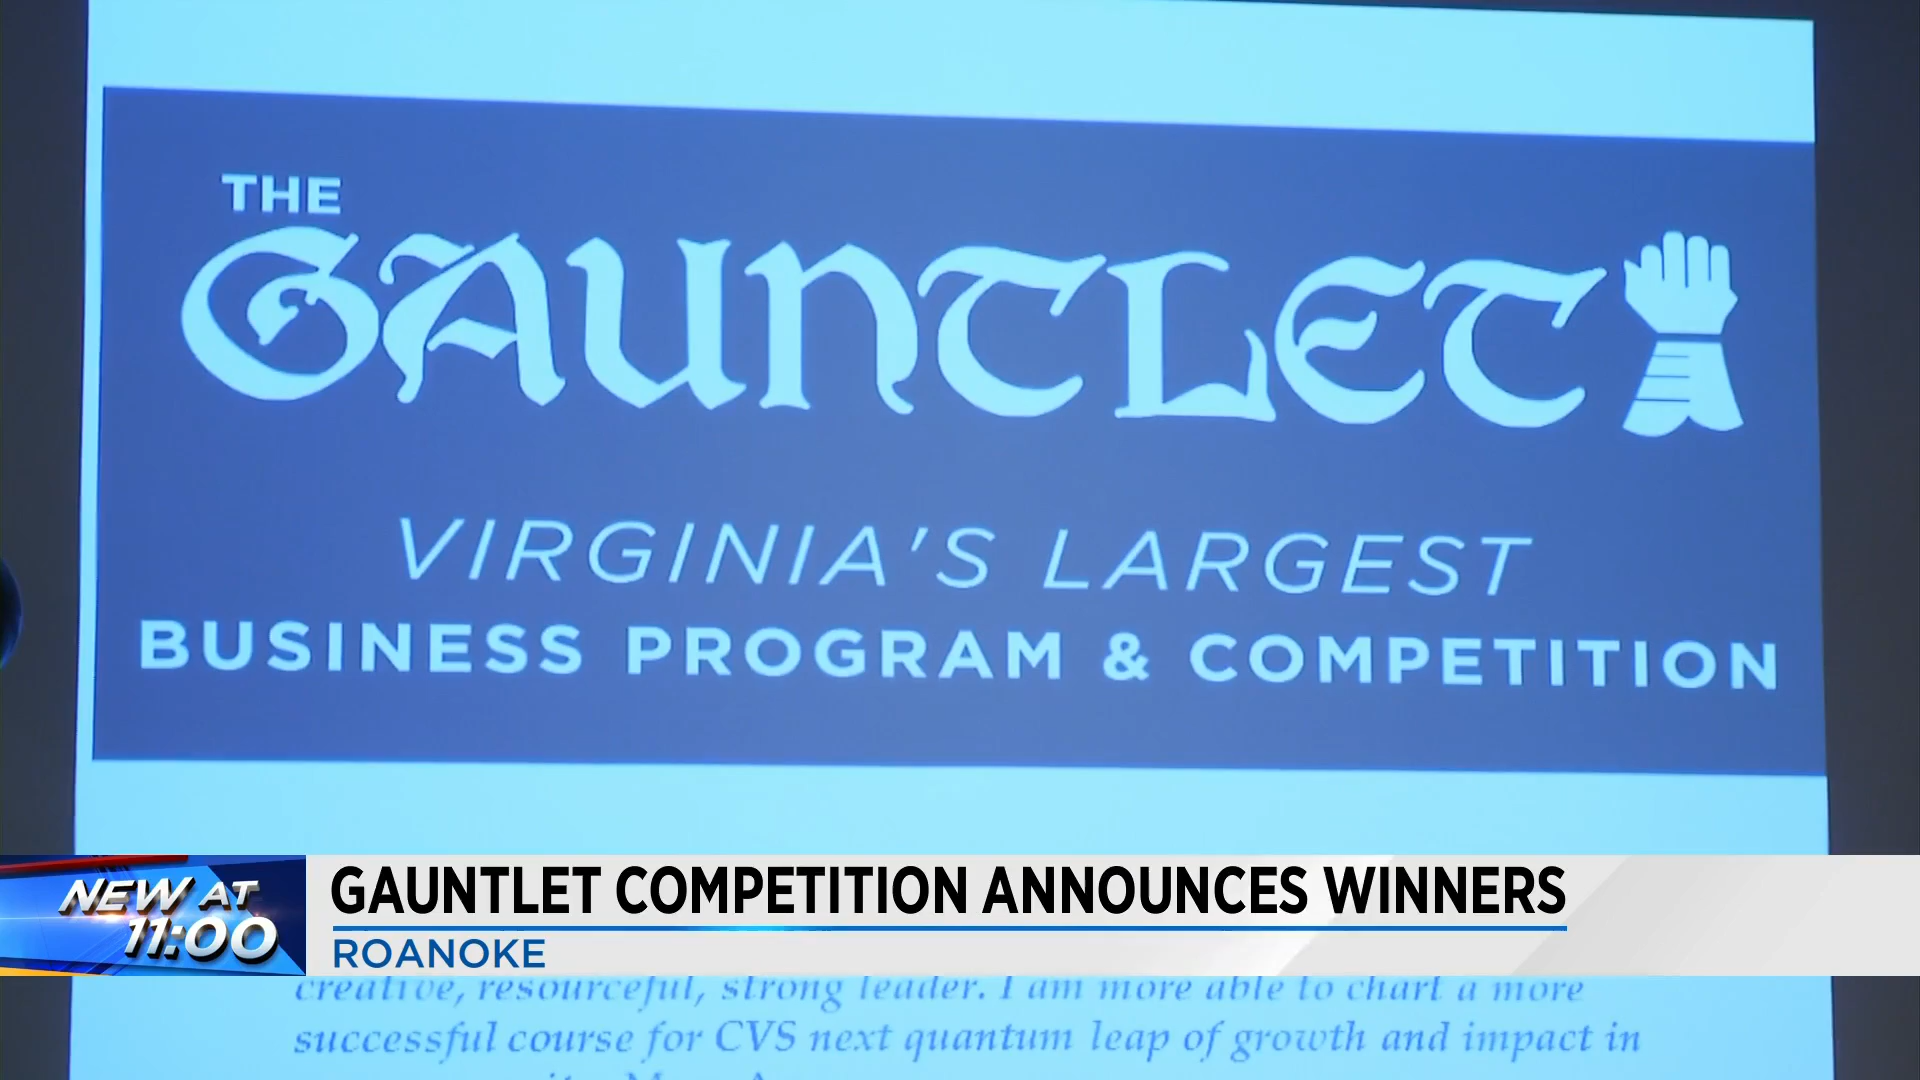 THE
GAUNTLET
VIRGINIA'S LARGEST
BUSINESS PROGRAM & COMPETITION
NEW AT
11:00
GAUNTLET COMPETITION ANNOUNCES WINNERS
ROANOKE
creative, resourceful, strong leader. I am more able to chart a more
successful course for CVS next quantum leap of growth and impact in